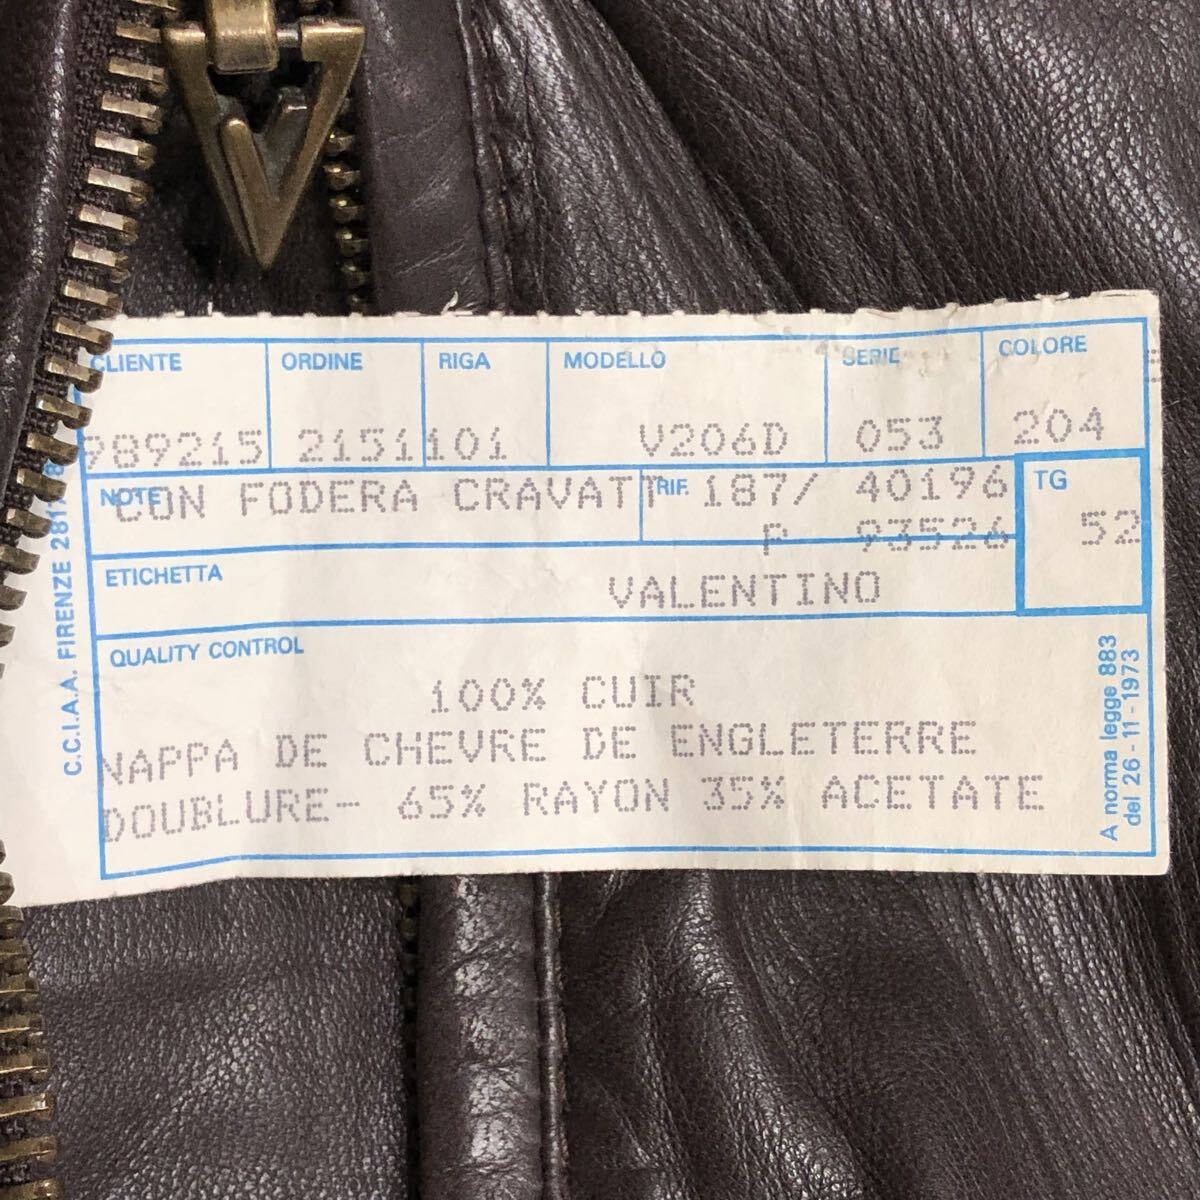 CLIENTE ORDINE RIGA MODELLO SERIE COLORE
989215 2151 101 V206D 053 204
NOTE CON FODERA CRAVATT RIF. 187/ 40196 TG
P 93526 52
ETICHETTA VALENTINO
QUALITY CONTROL
100% CUIR
NAPPA DE CHEVRE DE ENGLETERRE
DOUBLURE- 65% RAYON 35% ACETATE
C.C.I.A.A. FIRENZE
A norma legge 883
del 26-11-1973